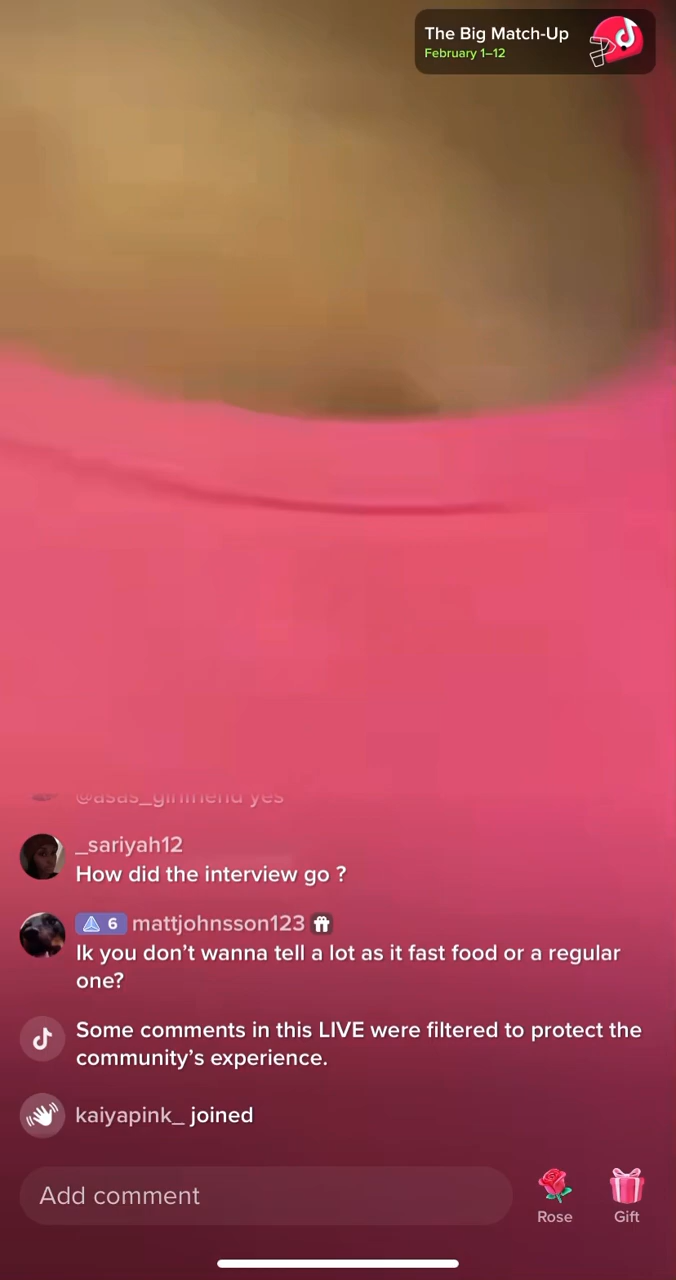 The Big Match-Up
February 1–12
yes
_sariyah12
How did the interview go ?
6 mattjohnsson123
Ik you don’t wanna tell a lot as it fast food or a regular
one?
Some comments in this LIVE were filtered to protect the
community’s experience.
kaiyapink_ joined
Add comment
Rose
Gift